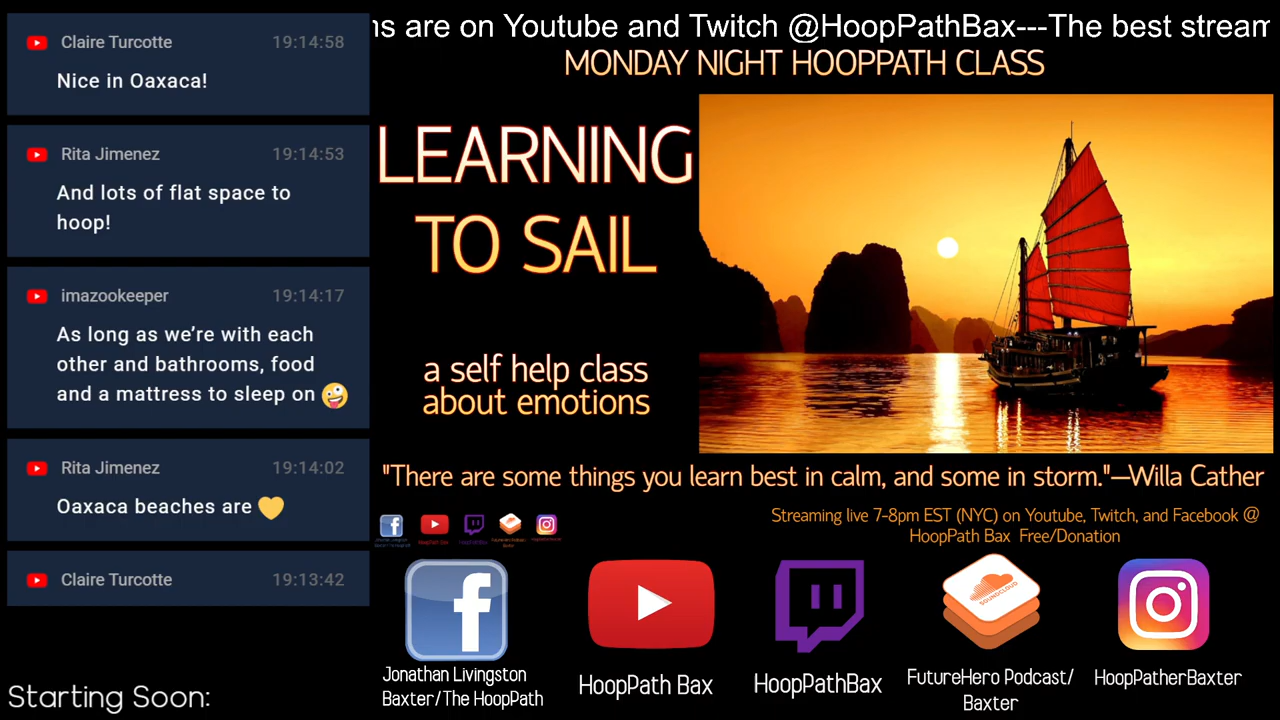 Claire Turcotte 19:14:58
Nice in Oaxaca!
Rita Jimenez 19:14:53
And lots of flat space to
hoop!
imazookeeper 19:14:17
As long as we’re with each
other and bathrooms, food
and a mattress to sleep on
Rita Jimenez 19:14:02
Oaxaca beaches are
Claire Turcotte 19:13:42
Starting Soon:
s are on Youtube and Twitch @HoopPathBax---The best stream
MONDAY NIGHT HOOPPATH CLASS
LEARNING
TO SAIL
a self help class
about emotions
"There are some things you learn best in calm, and some in storm."—Willa Cather
Streaming live 7-8pm EST (NYC) on Youtube, Twitch, and Facebook @
HoopPath Bax Free/Donation
SOUNDCLOUD
Jonathan Livingston
Baxter/The HoopPath
HoopPath Bax
HoopPathBax
FutureHero Podcast/
Baxter
HoopPatherBaxter